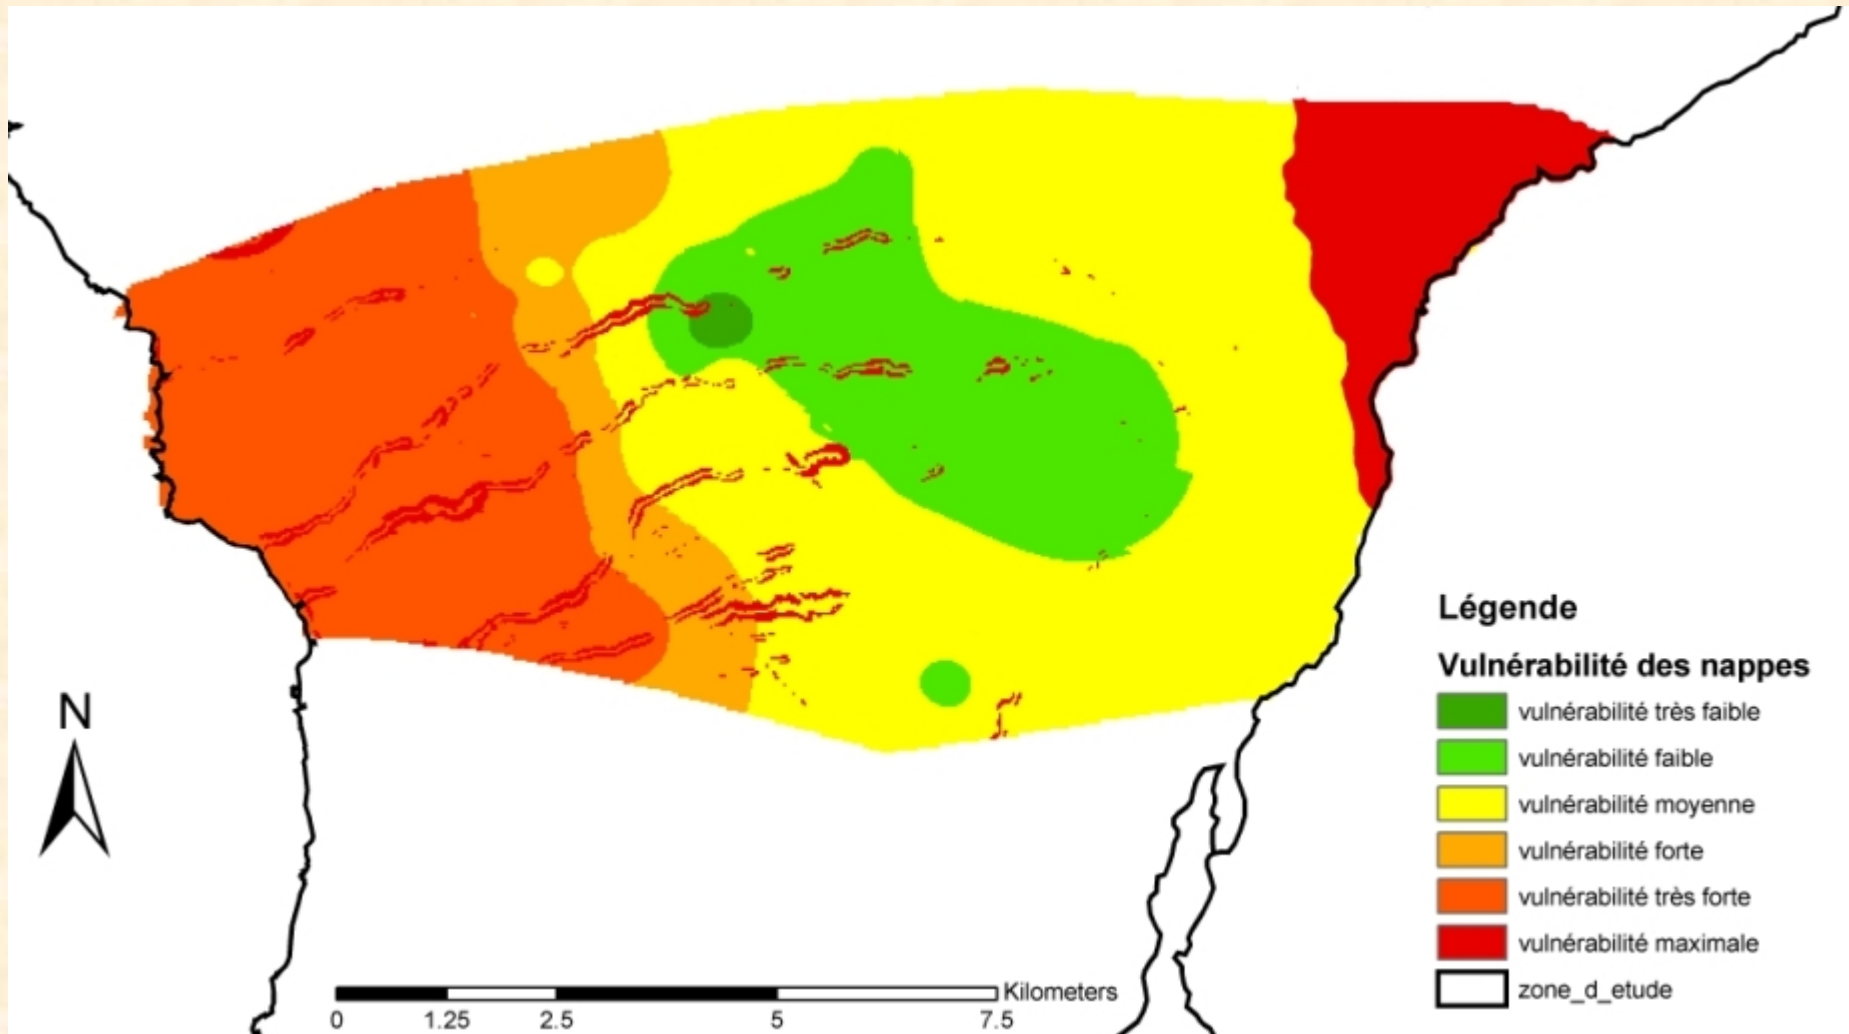 Légende
Vulnérabilité des nappes
vulnérabilité très faible
vulnérabilité faible
vulnérabilité moyenne
vulnérabilité forte
vulnérabilité très forte
vulnérabilité maximale
zone_d_etude
N
Kilometers
0 1.25 2.5 5 7.5